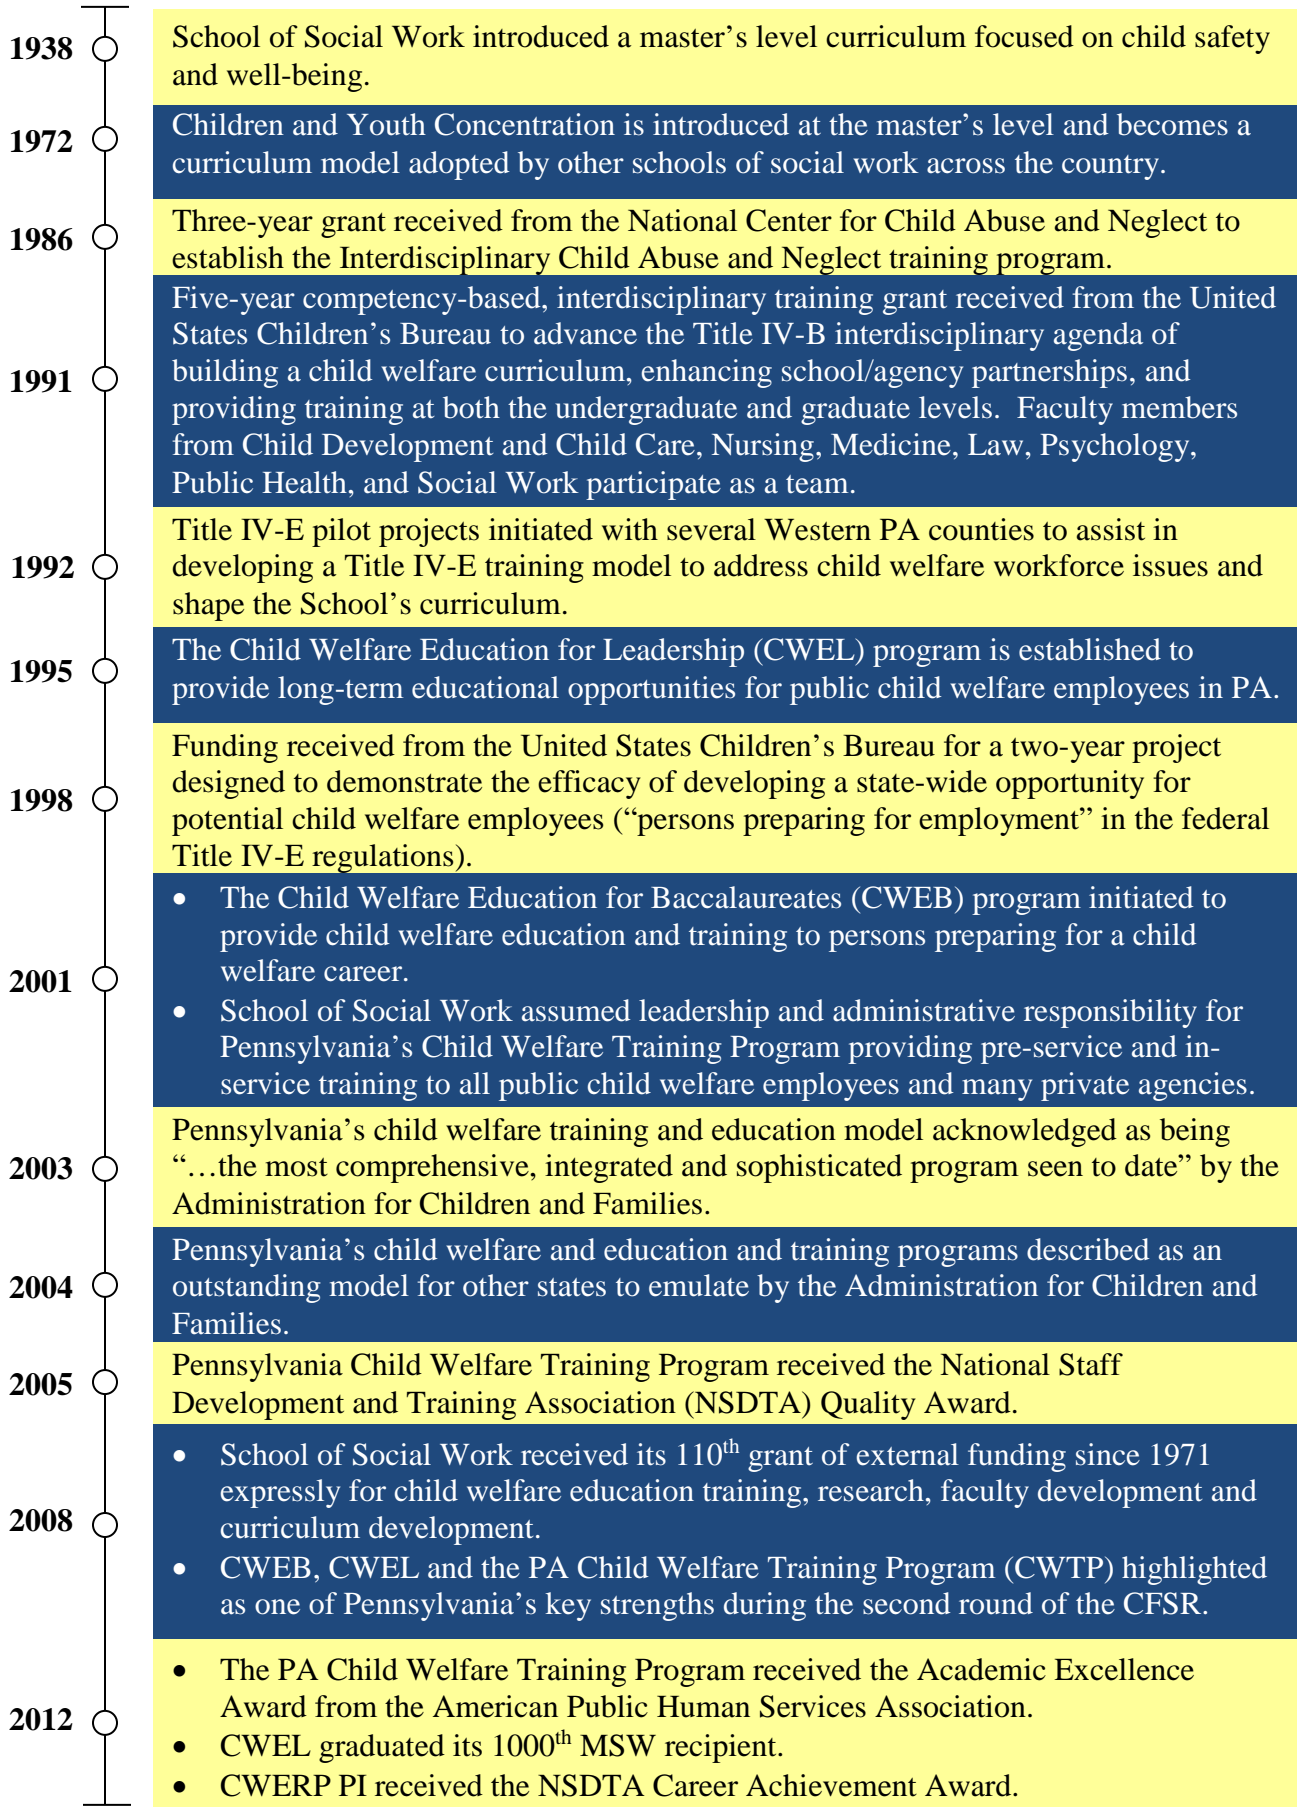 1938
School of Social Work introduced a master’s level curriculum focused on child safety
and well-being.
1972
Children and Youth Concentration is introduced at the master’s level and becomes a
curriculum model adopted by other schools of social work across the country.
1986
Three-year grant received from the National Center for Child Abuse and Neglect to
establish the Interdisciplinary Child Abuse and Neglect training program.
1991
Five-year competency-based, interdisciplinary training grant received from the United
States Children’s Bureau to advance the Title IV-B interdisciplinary agenda of
building a child welfare curriculum, enhancing school/agency partnerships, and
providing training at both the undergraduate and graduate levels.  Faculty members
from Child Development and Child Care, Nursing, Medicine, Law, Psychology,
Public Health, and Social Work participate as a team.
1992
Title IV-E pilot projects initiated with several Western PA counties to assist in
developing a Title IV-E training model to address child welfare workforce issues and
shape the School’s curriculum.
1995
The Child Welfare Education for Leadership (CWEL) program is established to
provide long-term educational opportunities for public child welfare employees in PA.
1998
Funding received from the United States Children’s Bureau for a two-year project
designed to demonstrate the efficacy of developing a state-wide opportunity for
potential child welfare employees (“persons preparing for employment” in the federal
Title IV-E regulations).
2001
• The Child Welfare Education for Baccalaureates (CWEB) program initiated to
provide child welfare education and training to persons preparing for a child
welfare career.
• School of Social Work assumed leadership and administrative responsibility for
Pennsylvania’s Child Welfare Training Program providing pre-service and in-
service training to all public child welfare employees and many private agencies.
2003
Pennsylvania’s child welfare training and education model acknowledged as being
“…the most comprehensive, integrated and sophisticated program seen to date” by the
Administration for Children and Families.
2004
Pennsylvania’s child welfare and education and training programs described as an
outstanding model for other states to emulate by the Administration for Children and
Families.
2005
Pennsylvania Child Welfare Training Program received the National Staff
Development and Training Association (NSDTA) Quality Award.
2008
• School of Social Work received its 110th grant of external funding since 1971
expressly for child welfare education training, research, faculty development and
curriculum development.
• CWEB, CWEL and the PA Child Welfare Training Program (CWTP) highlighted
as one of Pennsylvania’s key strengths during the second round of the CFSR.
2012
• The PA Child Welfare Training Program received the Academic Excellence
Award from the American Public Human Services Association.
• CWEL graduated its 1000th MSW recipient.
• CWERP PI received the NSDTA Career Achievement Award.